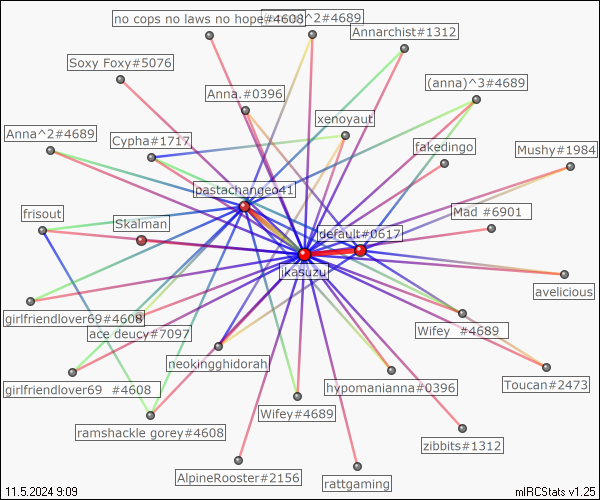 no cops no laws no hope#4608
^2#4689
Annarchist#1312
Soxy Foxy#5076
(anna)^3#4689
Anna.#0396
xenoyaut
Anna^2#4689
Cypha#1717
fakedingo
Mushy#1984
pastachangeo41
frisout
Skalman
default#0617
Mad #6901
jkasuzu
avelicious
girlfriendlover69#4608
ace deucy#7097
Wifey #4689
neokingghidorah
girlfriendlover69 #4608
hypomanianna#0396
Toucan#2473
Wifey#4689
ramshackle gorey#4608
zibbits#1312
AlpineRooster#2156
rattgaming
11.5.2024 9:09
mIRCStats v1.25